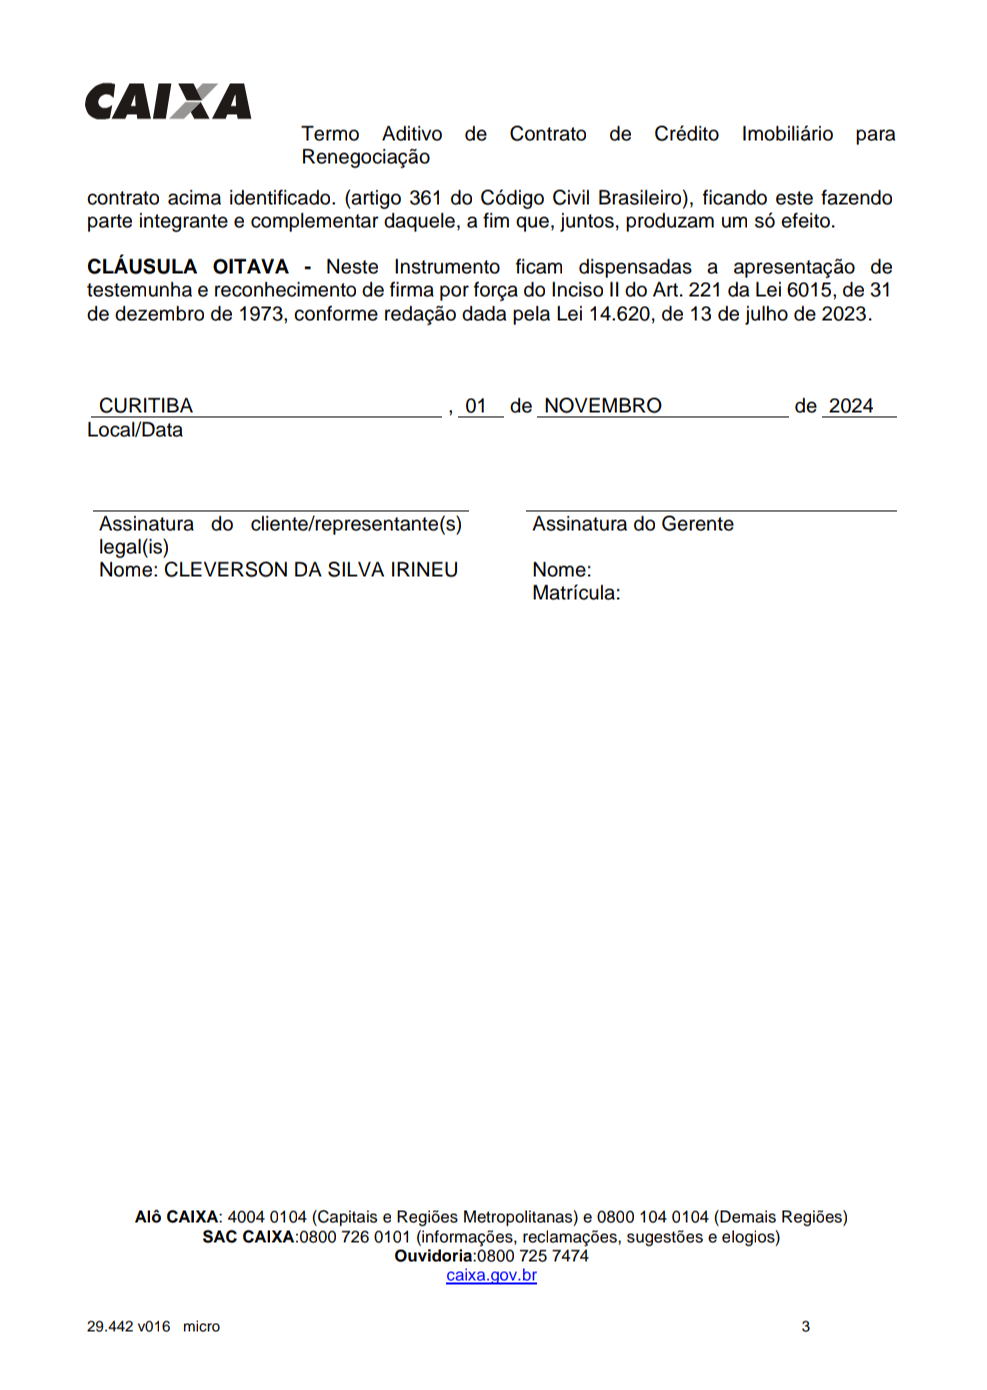 CAIXA
Termo Aditivo de Contrato de Crédito Imobiliário para
Renegociação
contrato acima identificado. (artigo 361 do Código Civil Brasileiro), ficando este fazendo
parte integrante e complementar daquele, a fim que, juntos, produzam um só efeito.
CLÁUSULA OITAVA - Neste Instrumento ficam dispensadas a apresentação de
testemunha e reconhecimento de firma por força do Inciso II do Art. 221 da Lei 6015, de 31
de dezembro de 1973, conforme redação dada pela Lei 14.620, de 13 de julho de 2023.
CURITIBA , 01 de NOVEMBRO de 2024
Local/Data
Assinatura do cliente/representante(s)
legal(is)
Nome: CLEVERSON DA SILVA IRINEU
Assinatura do Gerente
Nome:
Matrícula:
Alô CAIXA: 4004 0104 (Capitais e Regiões Metropolitanas) e 0800 104 0104 (Demais Regiões)
SAC CAIXA:0800 726 0101 (informações, reclamações, sugestões e elogios)
Ouvidoria:0800 725 7474
caixa.gov.br
29.442 v016 micro 3